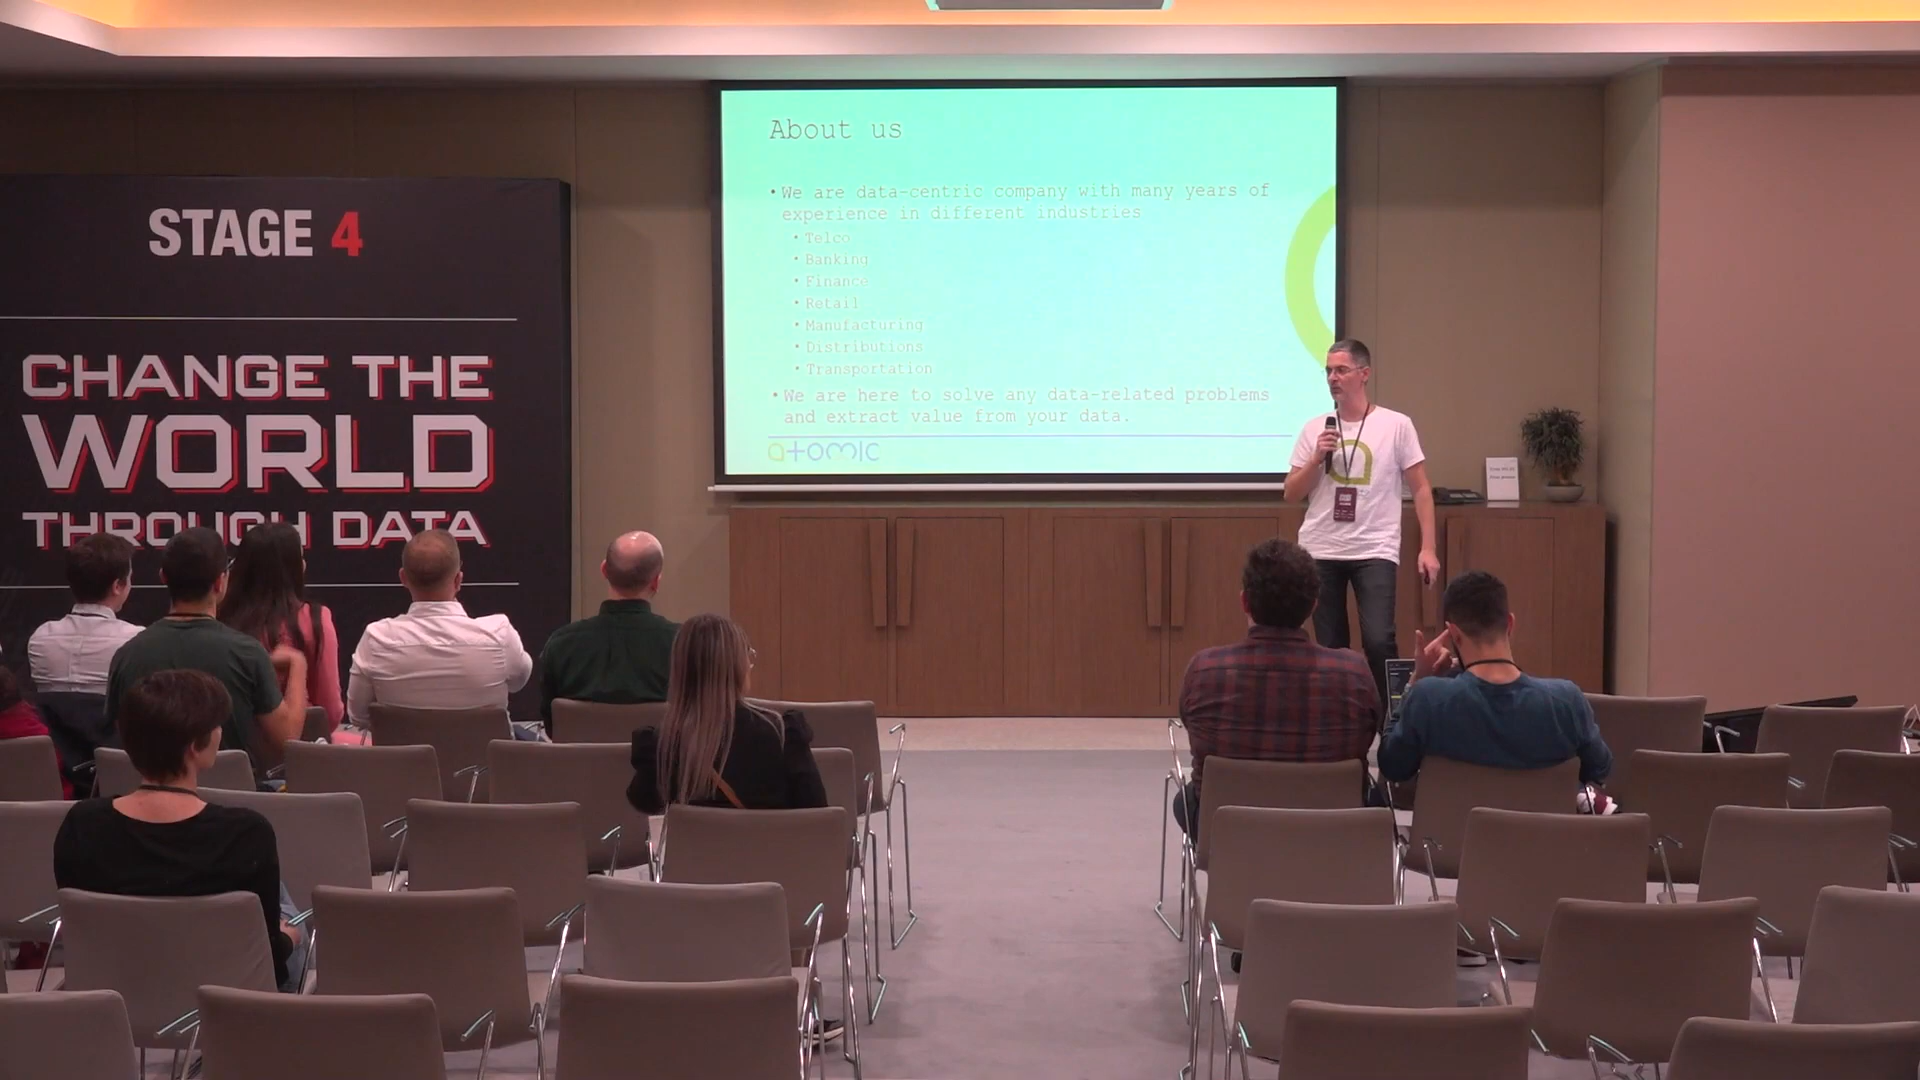 STAGE 4
CHANGE THE
WORLD
THROUGH DATA
About us
• We are data-centric company with many years of
experience in different industries
• Telco
• Banking
• Finance
• Retail
• Manufacturing
• Distributions
• Transportation
• We are here to solve any data-related problems
and extract value from your data.
atomic